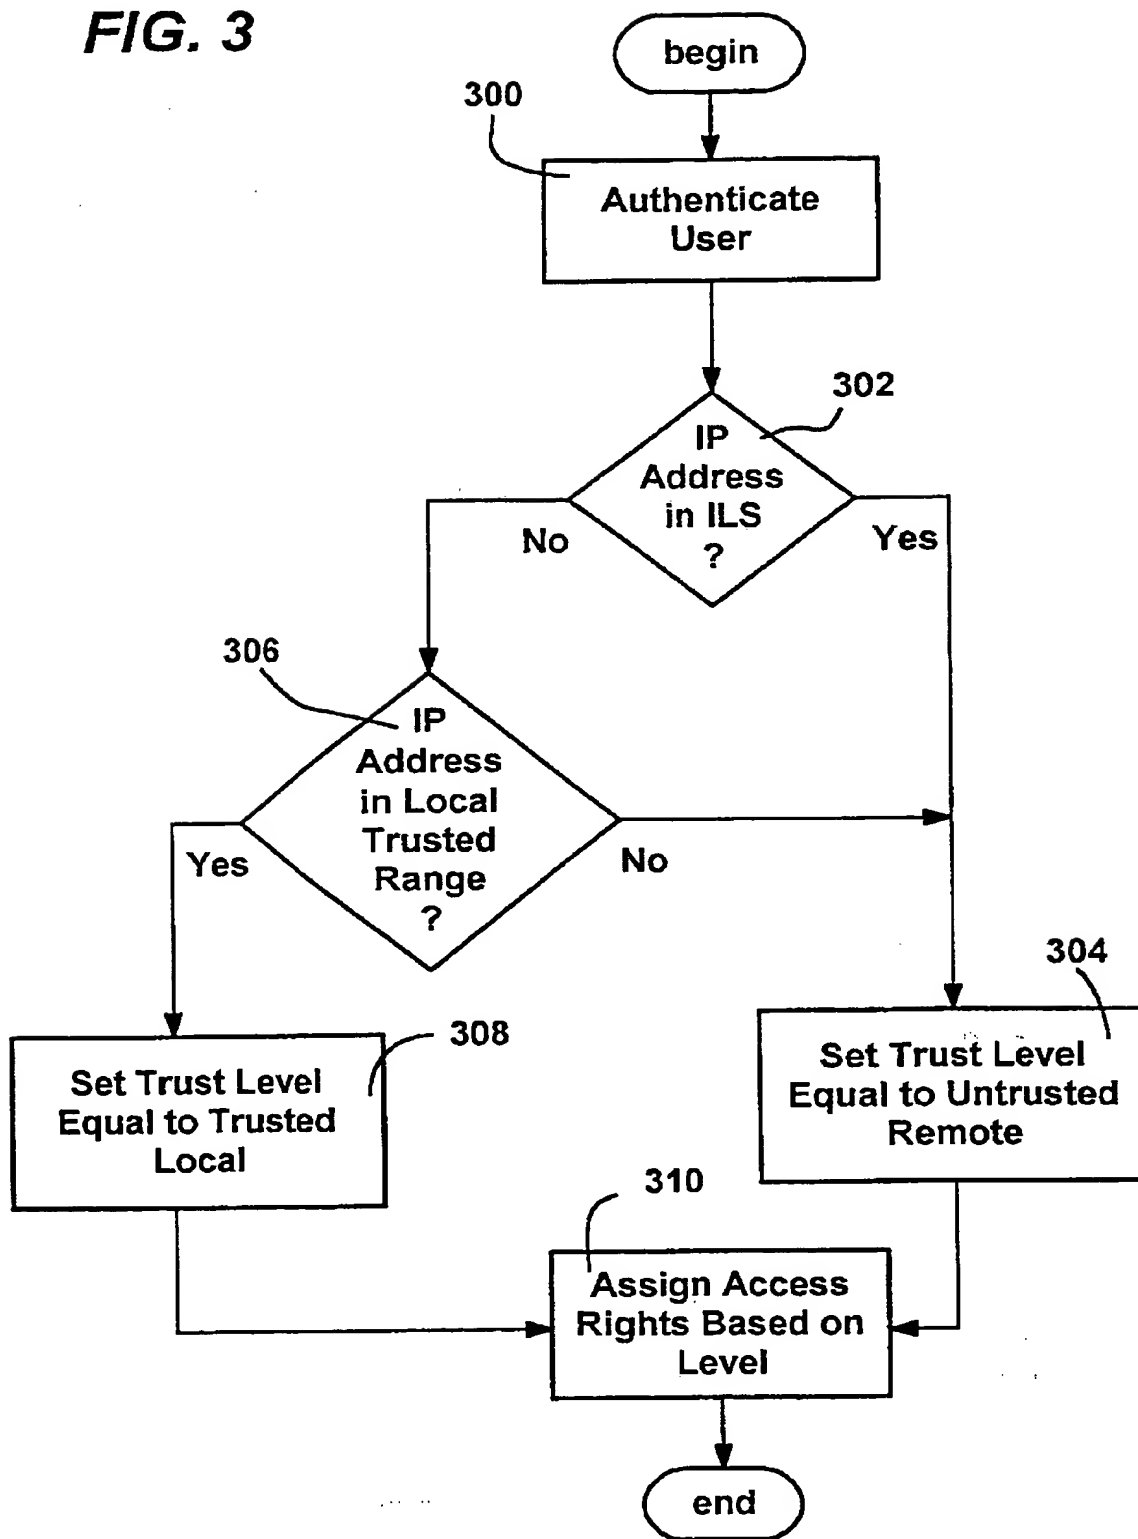 FIG. 3
begin
300
Authenticate
User
302
IP
Address
in ILS
?
No
Yes
306
IP
Address
in Local
Trusted
Range
?
Yes
No
304
Set Trust Level
Equal to Untrusted
Remote
308
Set Trust Level
Equal to Trusted
Local
310
Assign Access
Rights Based on
Level
end